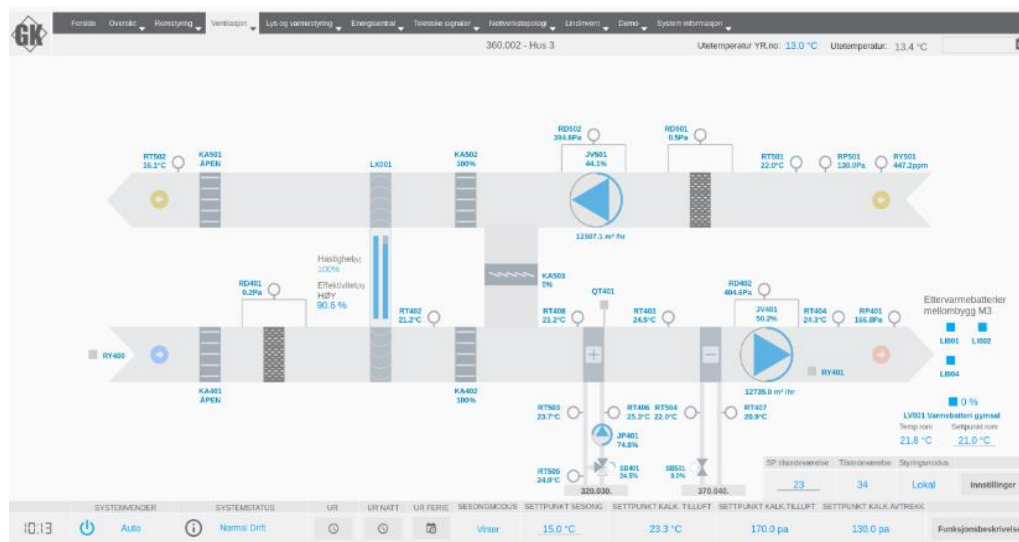 GK
Forside Oversikt Romstyring Ventilasjon Lys og varmestyring Energisentral Tekniske signaler Nettverkstopologi Lindinvent Demo System informasjon
360.002 - Hus 3 Utetemperatur YR.no: 13.0 °C Utetemperatur: 13.4 °C
RD502
394.6Pa
RD501
0.5Pa
RT502
16.1°C
KA501
ÅPEN
LX001
KA502
100%
JV501
44.1%
RT501
22.0°C
RP501
130.0Pa
RY501
447.2ppm
12307.1 m³ /hr
Hastighet
100%
Effektivitet
HØY
90.6 %
KA503
0%
RD401
0.2Pa
RT402
21.2°C
RT408
21.2°C
QT401
RT403
24.5°C
RD402
404.6Pa
JV401
50.2%
RT404
24.3°C
RP401
166.8Pa
Ettervarmebatterier
mellombygg M3
LI001 LI002
LI004
RY400
KA401
ÅPEN
KA402
100%
RY401
12735.0 m³ /hr
0 %
LV001 Varmebatteri gymsal
Temp rom Settpunkt rom
21.8 °C 21.0 °C
RT503
23.7°C
RT406
25.3°C
RT504
22.0°C
RT407
20.9°C
JP401
74.8%
RT505
24.0°C
SB401
24.5%
SB501
0.0%
320.030. 370.040.
SP tilstedeværelse Tilstedeværelse Styringsmodus
23 34 Lokal Innstillinger
SYSTEMVENDER SYSTEMSTATUS UR UR NATT UR FERIE SESONGMODUS SETTPUNKT SESONG SETTPUNKT KALK. TILLUFT SETTPUNKT KALK.TILLUFT SETTPUNKT KALK.AVTREKK
10:13 Auto Normal Drift Vinter 15.0 °C 23.3 °C 170.0 pa 130.0 pa Funksjonsbeskrivelse